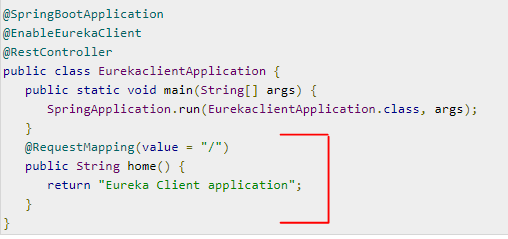 @SpringBootApplication
@EnableEurekaClient
@RestController
public class EurekaclientApplication {
   public static void main(String[] args) {
      SpringApplication.run(EurekaclientApplication.class, args);
   }
   @RequestMapping(value = "/")
   public String home() {
      return "Eureka Client application";
   }
}